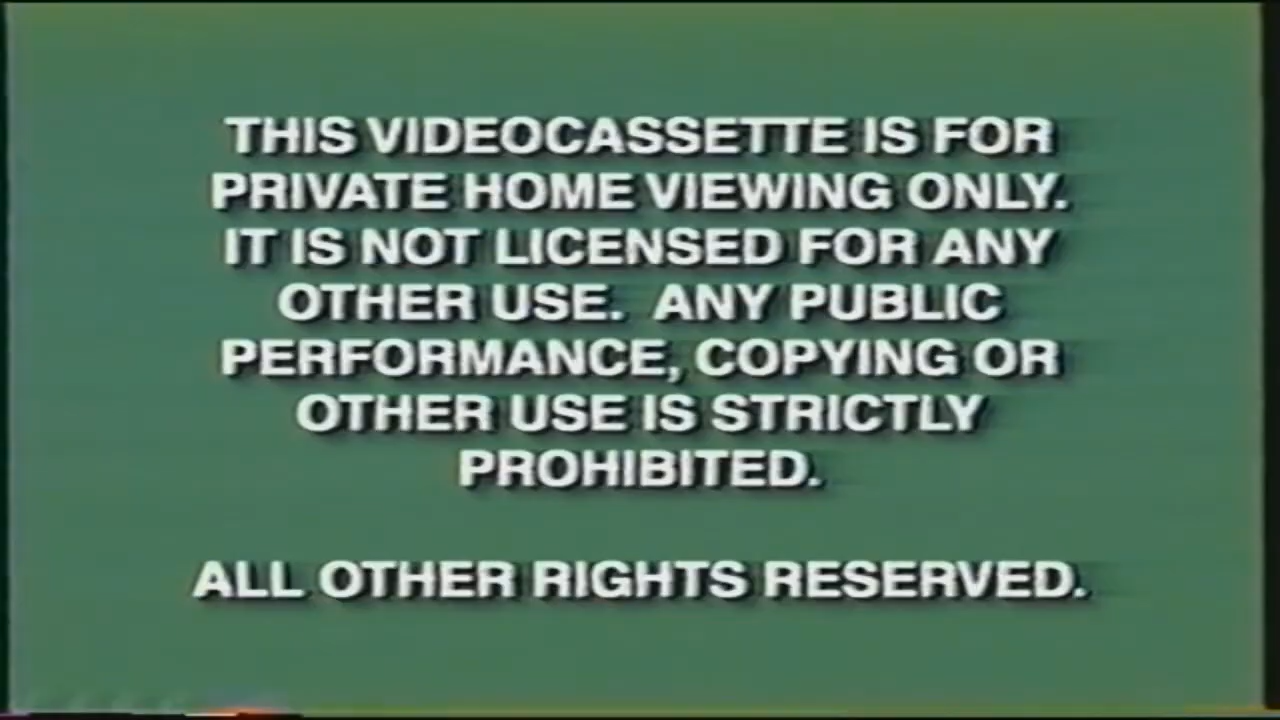 THIS VIDEOCASSETTE IS FOR
PRIVATE HOME VIEWING ONLY.
IT IS NOT LICENSED FOR ANY
OTHER USE.  ANY PUBLIC
PERFORMANCE, COPYING OR
OTHER USE IS STRICTLY
PROHIBITED.
ALL OTHER RIGHTS RESERVED.